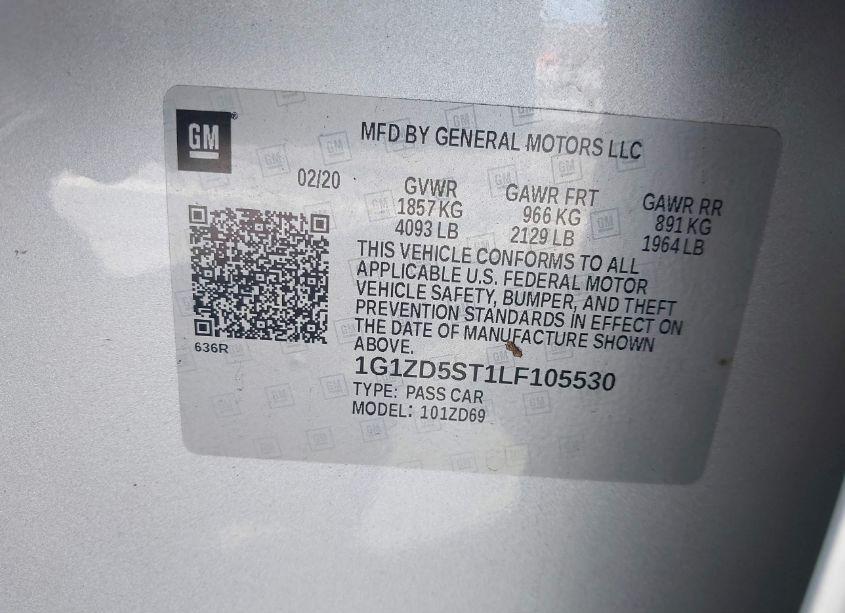 GM®
MFD BY GENERAL MOTORS LLC
02/20
GVWR
1857 KG
4093 LB
GAWR FRT
966 KG
2129 LB
GAWR RR
891 KG
1964 LB
THIS VEHICLE CONFORMS TO ALL
APPLICABLE U.S. FEDERAL MOTOR
VEHICLE SAFETY, BUMPER, AND THEFT
PREVENTION STANDARDS IN EFFECT ON
THE DATE OF MANUFACTURE SHOWN
ABOVE.
636R
1G1ZD5ST1LF105530
TYPE: PASS CAR
MODEL: 101ZD69